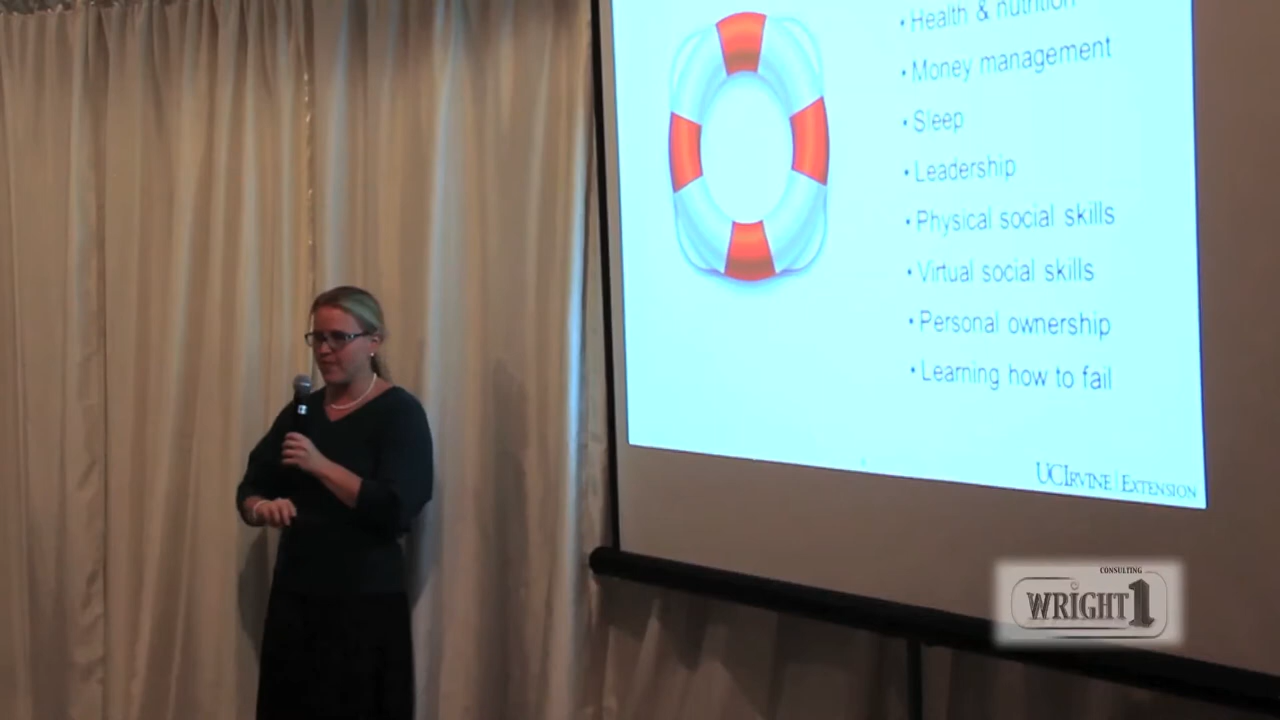 • Health & nutrition
• Money management
• Sleep
• Leadership
• Physical social skills
• Virtual social skills
• Personal ownership
• Learning how to fail
UCIRVINE | EXTENSION
CONSULTING
WRIGHT1